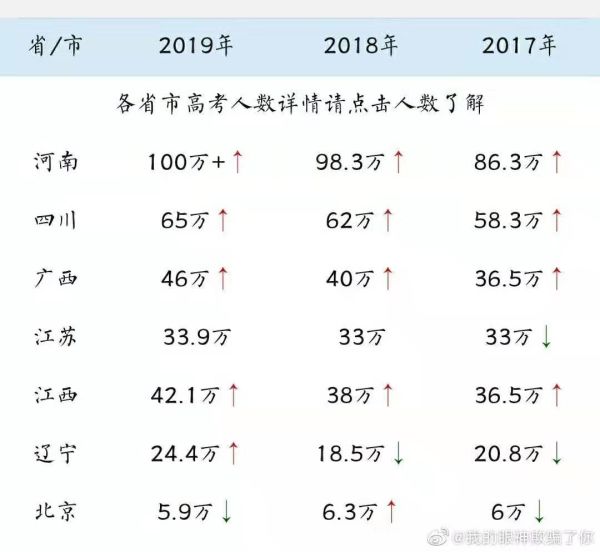 省/市 2019年 2018年 2017年
各省市高考人数详情请点击人数了解
河南 100万+↑ 98.3万↑ 86.3万↑
四川 65万↑ 62万↑ 58.3万↑
广西 46万↑ 40万↑ 36.5万↑
江苏 33.9万 33万 33万↓
江西 42.1万↑ 38万↑ 36.5万↑
辽宁 24.4万↑ 18.5万↓ 20.8万↓
北京 5.9万↓ 6.3万↑ 6万↓
@我的眼神欺骗了你